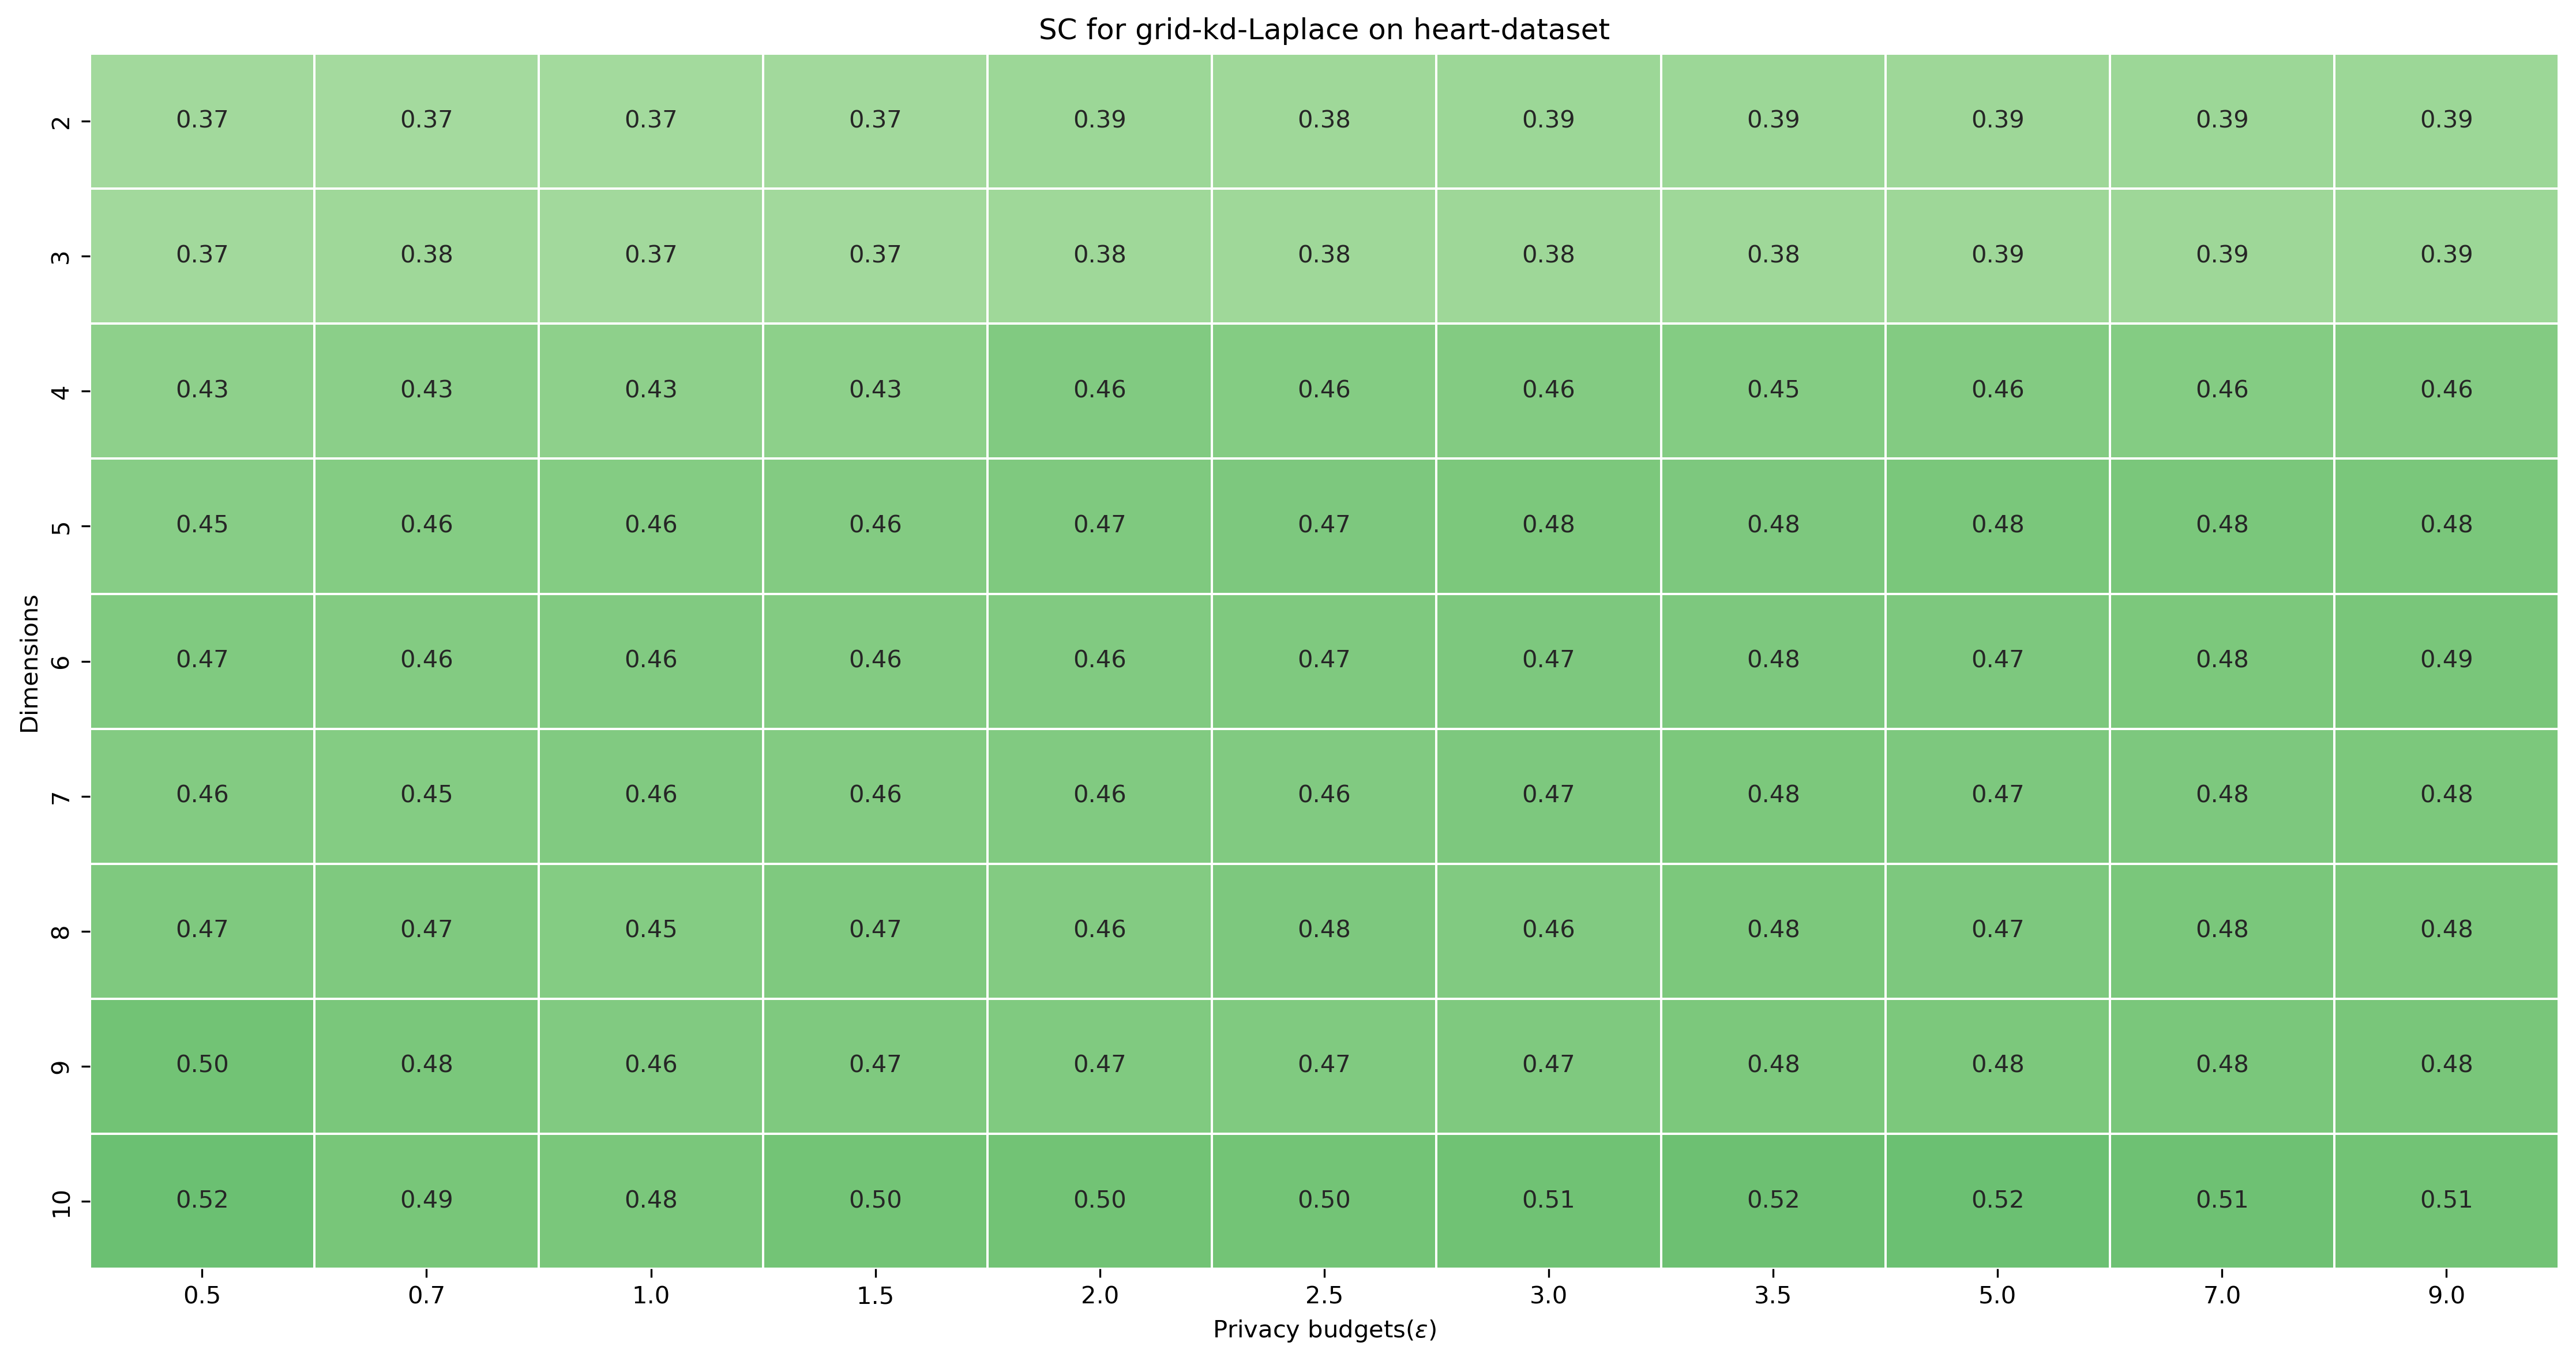 SC for grid-kd-Laplace on heart-dataset
2 0.37 0.37 0.37 0.37 0.39 0.38 0.39 0.39 0.39 0.39 0.39
3 0.37 0.38 0.37 0.37 0.38 0.38 0.38 0.38 0.39 0.39 0.39
4 0.43 0.43 0.43 0.43 0.46 0.46 0.46 0.45 0.46 0.46 0.46
5 0.45 0.46 0.46 0.46 0.47 0.47 0.48 0.48 0.48 0.48 0.48
Dimensions
6 0.47 0.46 0.46 0.46 0.46 0.47 0.47 0.48 0.47 0.48 0.49
7 0.46 0.45 0.46 0.46 0.46 0.46 0.47 0.48 0.47 0.48 0.48
8 0.47 0.47 0.45 0.47 0.46 0.48 0.46 0.48 0.47 0.48 0.48
9 0.50 0.48 0.46 0.47 0.47 0.47 0.47 0.48 0.48 0.48 0.48
10 0.52 0.49 0.48 0.50 0.50 0.50 0.51 0.52 0.52 0.51 0.51
0.5 0.7 1.0 1.5 2.0 2.5 3.0 3.5 5.0 7.0 9.0
Privacy budgets(ε)